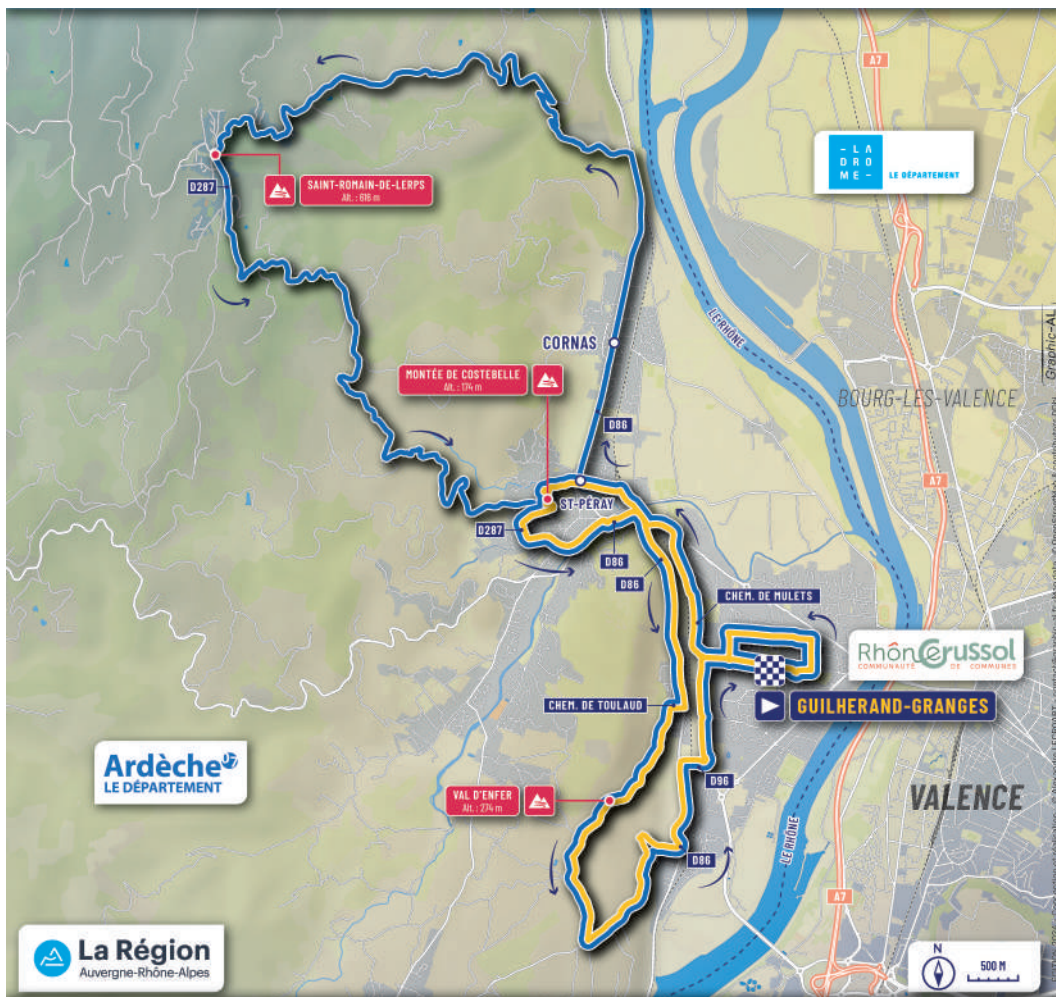 A7
- LA
DRO
ME -
LE DÉPARTEMENT
SAINT-ROMAIN-DE-LERPS
Alt. : 616 m
D287
LE RHÔNE
Graphic-AL
CORNAS
MONTÉE DE COSTEBELLE
Alt. : 174 m
BOURG-LES-VALENCE
D86
A7
ST-PÉRAY
D287
D86
D86
CHEM. DE MULETS
RhôneCrussol
COMMUNAUTÉ DE COMMUNES
CHEM. DE TOULAUD
GUILHERAND-GRANGES
Ardèche
LE DÉPARTEMENT
D96
VAL D'ENFER
Alt. : 274 m
VALENCE
LE RHÔNE
D86
A7
La Région
Auvergne-Rhône-Alpes
N
500 M